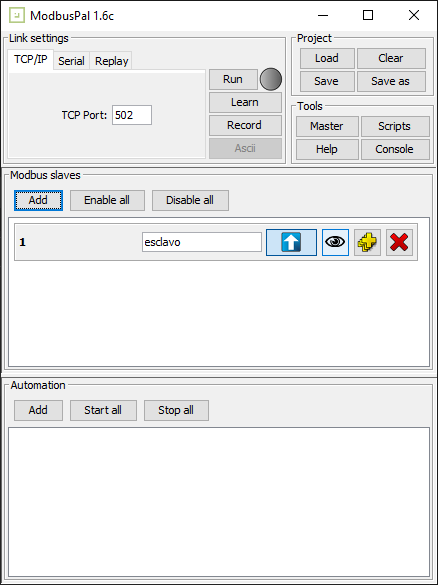 ModbusPal 1.6c
Link settings
TCP/IP Serial Replay
TCP Port: 502
Run
Learn
Record
Ascii
Project
Load Clear
Save Save as
Tools
Master Scripts
Help Console
Modbus slaves
Add Enable all Disable all
1 esclavo
Automation
Add Start all Stop all